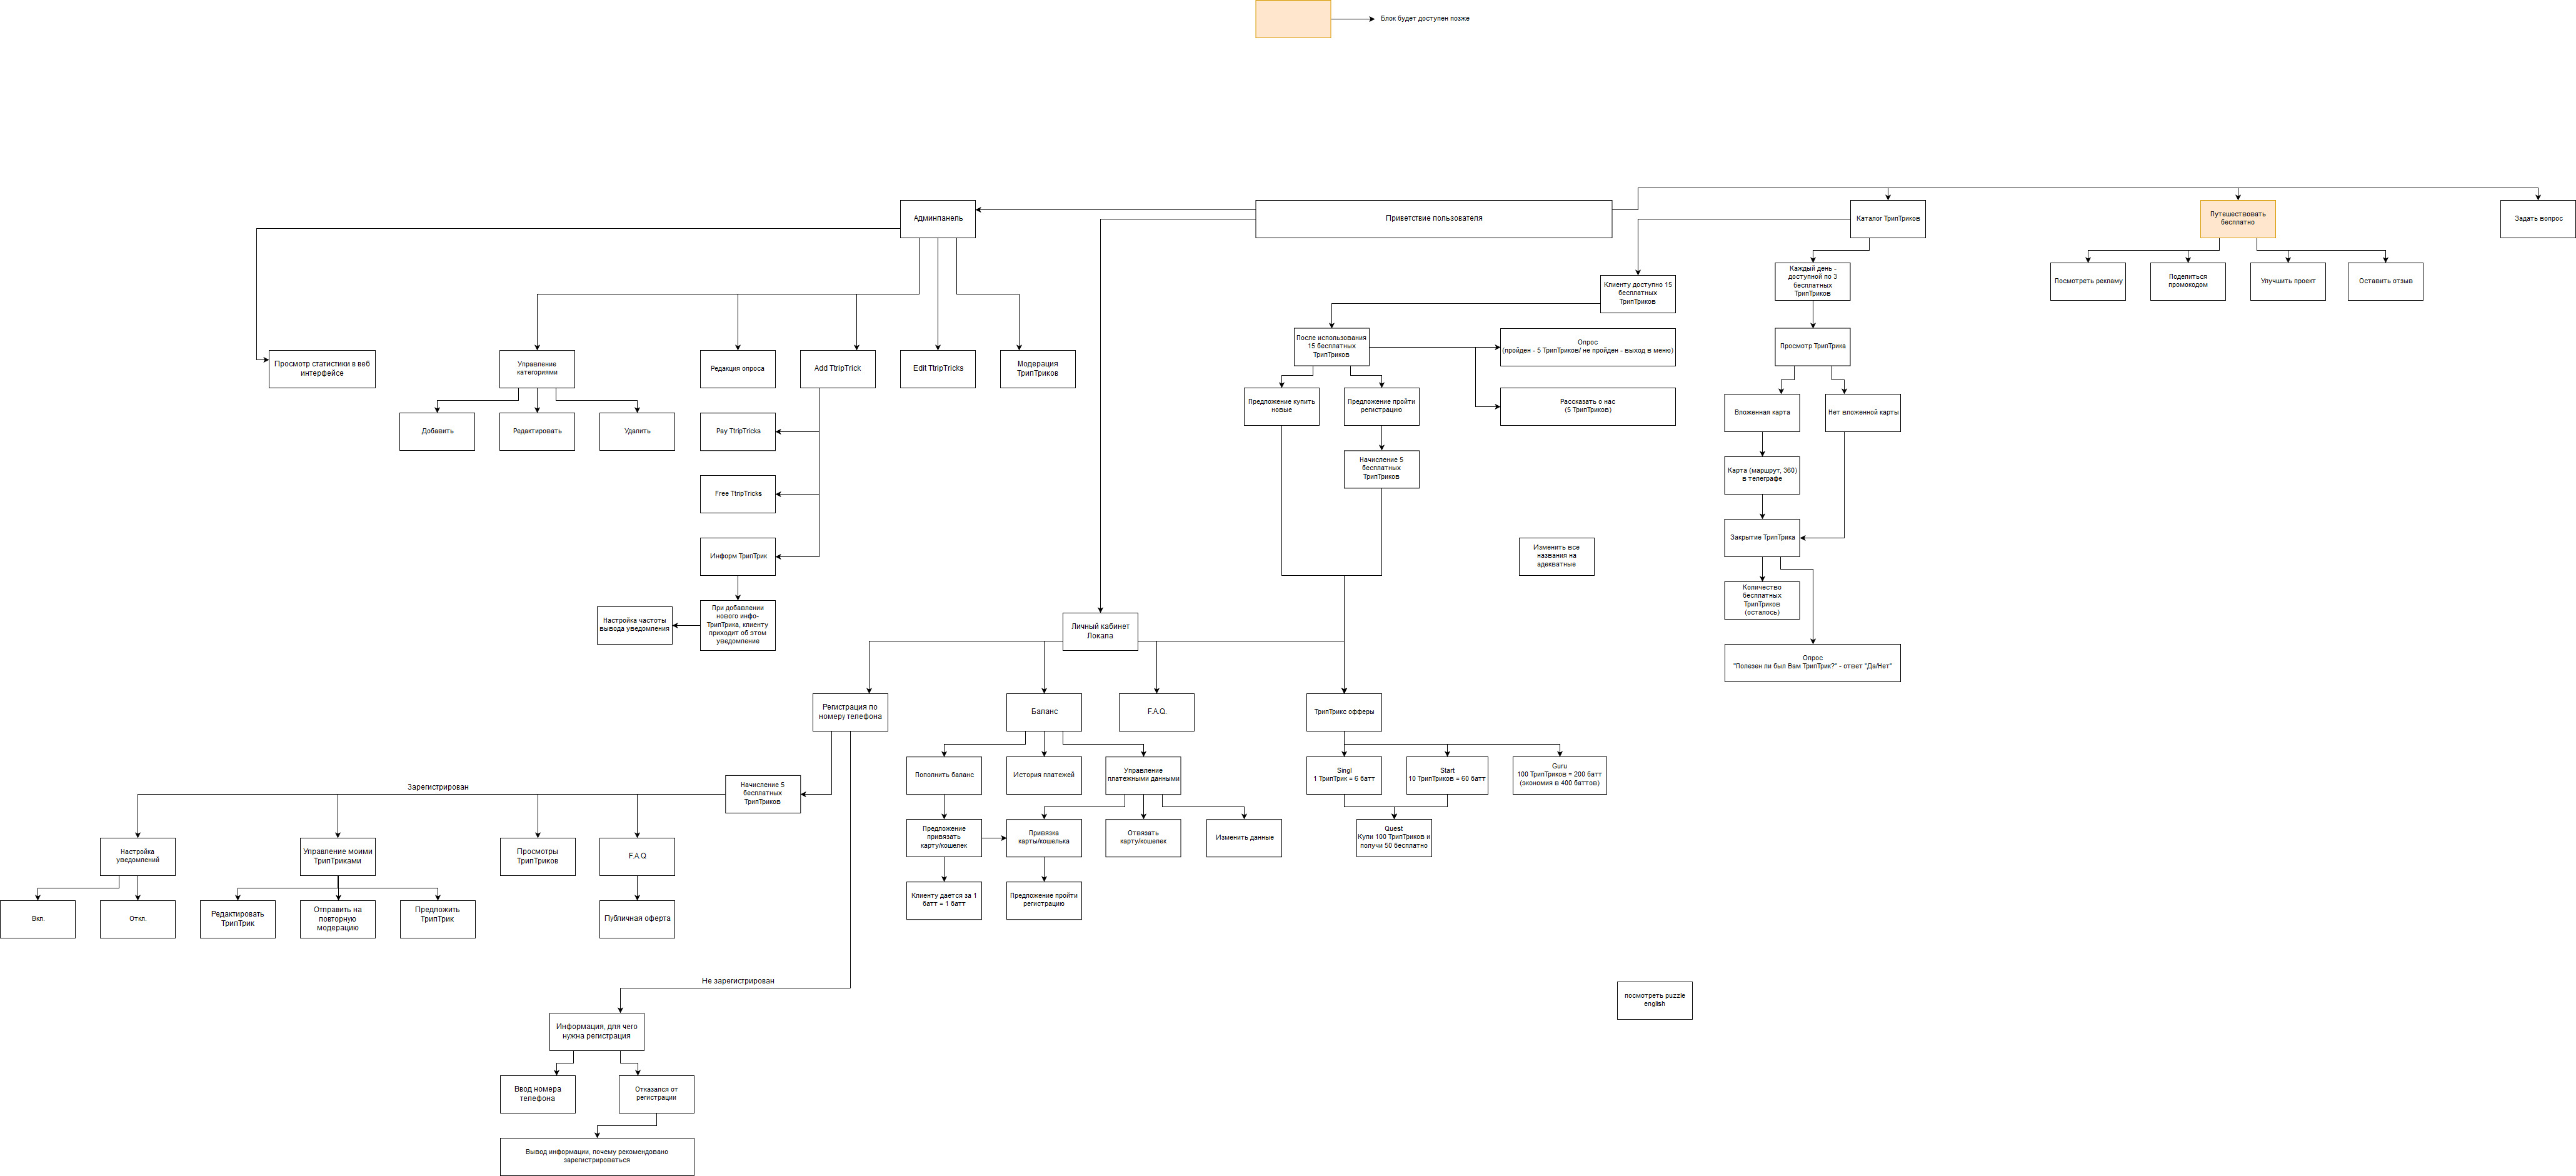 Блок будет доступен позже
Админпанель
Приветствие пользователя
Каталог ТрипТриков
Путешествовать
бесплатно
Задать вопрос
Клиенту доступно 15
бесплатных
ТрипТриков
Каждый день -
доступной по 3
бесплатных
ТрипТриков
Посмотреть рекламу
Поделиться
промокодом
Улучшить проект
Оставить отзыв
Просмотр статистики в веб
интерфейсе
Управление
категориями
Редакция опроса
Add TtripTrick
Edit TtripTricks
Модерация
ТрипТриков
После использования
15 бесплатных
ТрипТриков
Опрос
(пройден - 5 ТрипТриков/ не пройден - выход в меню)
Просмотр ТрипТрика
Добавить
Редактировать
Удалить
Pay TtripTricks
Предложение купить
новые
Предложение пройти
регистрацию
Рассказать о нас
(5 ТрипТриков)
Вложенная карта
Нет вложенной карты
Free TtripTricks
Начисление 5
бесплатных
ТрипТриков
Карта (маршрут, 360)
в телеграфе
Информ ТрипТрик
Изменить все
названия на
адекватные
Закрытие ТрипТрика
Настройка частоты
вывода уведомления
При добавлении
нового инфо-
ТрипТрика, клиенту
приходит об этом
уведомление
Личный кабинет
Локала
Количество
бесплатных
ТрипТриков
(осталось)
Опрос
"Полезен ли был Вам ТрипТрик?" - ответ "Да/Нет"
Регистрация по
номеру телефона
Баланс
F.A.Q.
ТрипТрикс офферы
Зарегистрирован
Начисление 5
бесплатных
ТрипТриков
Пополнить баланс
История платежей
Управление
платежными данными
Singl
1 ТрипТрик = 6 батт
Start
10 ТрипТриков = 60 батт
Guru
100 ТрипТриков = 200 батт
(экономия в 400 баттов)
Настройка
уведомлений
Управление моими
ТрипТриками
Просмотры
ТрипТриков
F.A.Q
Предложение
привязать
карту/кошелек
Привязка
карты/кошелька
Отвязать
карту/кошелек
Изменить данные
Quest
Купи 100 ТрипТриков и
получи 50 бесплатно
Вкл.
Откл.
Редактировать
ТрипТрик
Отправить на
повторную
модерацию
Предложить
ТрипТрик
Публичная оферта
Клиенту дается за 1
батт = 1 батт
Предложение пройти
регистрацию
Не зарегистрирован
посмотреть puzzle
english
Информация, для чего
нужна регистрация
Ввод номера
телефона
Отказался от
регистрации
Вывод информации, почему рекомендовано
зарегистрироваться